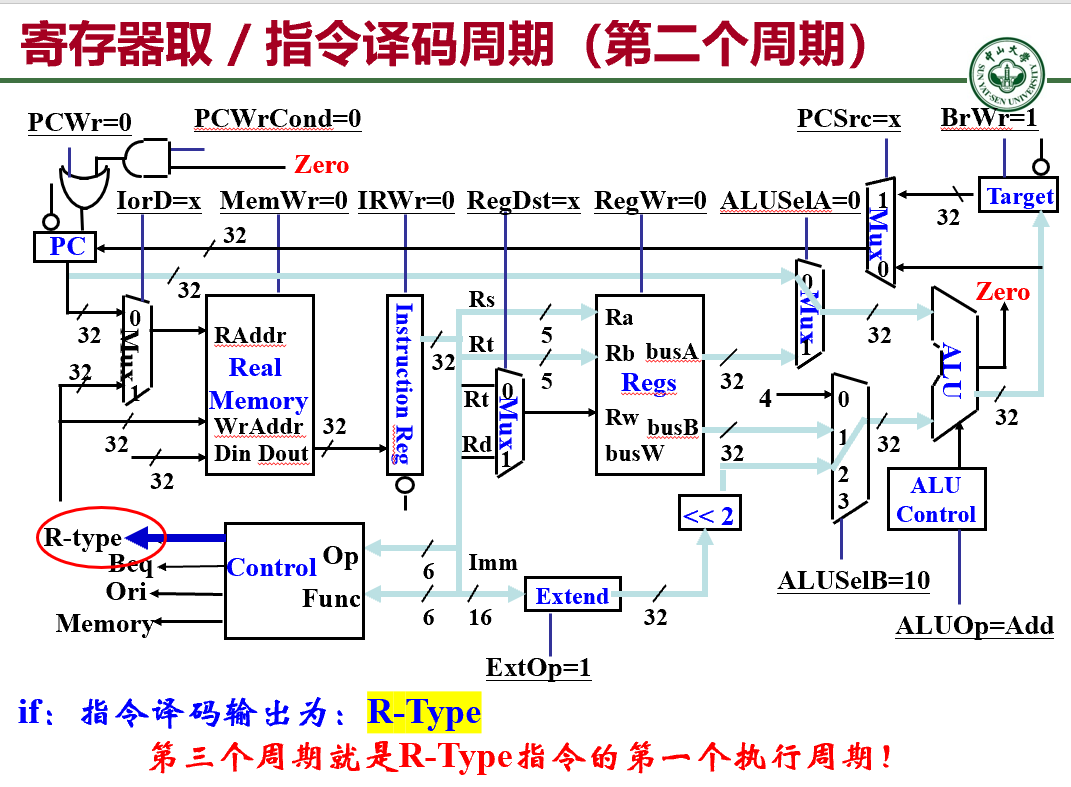 寄存器取 / 指令译码周期（第二个周期）
中山大学
SUN YAT-SEN UNIVERSITY
PCWr=0
PCWrCond=0
PCSrc=x
BrWr=1
Zero
IorD=x
MemWr=0
IRWr=0
RegDst=x
RegWr=0
ALUSelA=0
1
Mux
0
32
Target
PC
32
32
32
0
Mux
1
32
32
32
RAddr
Real
Memory
WrAddr
Din Dout
32
Instruction Reg
32
Rs
5
Rt
5
Rt
Rd
0
Mux
1
Ra
Rb busA
Regs
Rw
busB
busW
32
32
0
Mux
1
32
4
0
1
2
3
32
Zero
ALU
32
ALU
Control
<< 2
R-type
Beq
Ori
Memory
Control
Op
Func
6
6
Imm
16
Extend
32
ALUSelB=10
ALUOp=Add
ExtOp=1
if：指令译码输出为：R-Type
第三个周期就是R-Type指令的第一个执行周期！